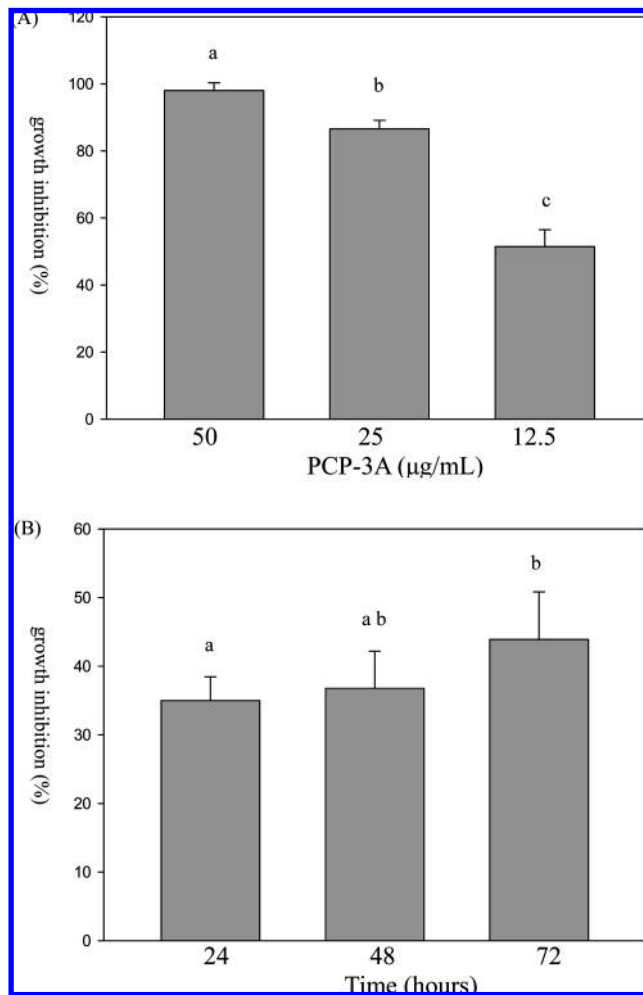 (A)
120
a
100
b
80
c
60
40
20
0
growth inhibition (%)
50 25 12.5
PCP-3A (μg/mL)
(B)
60
b
50
a b
a
40
30
20
10
0
growth inhibition (%)
24 48 72
Time (hours)